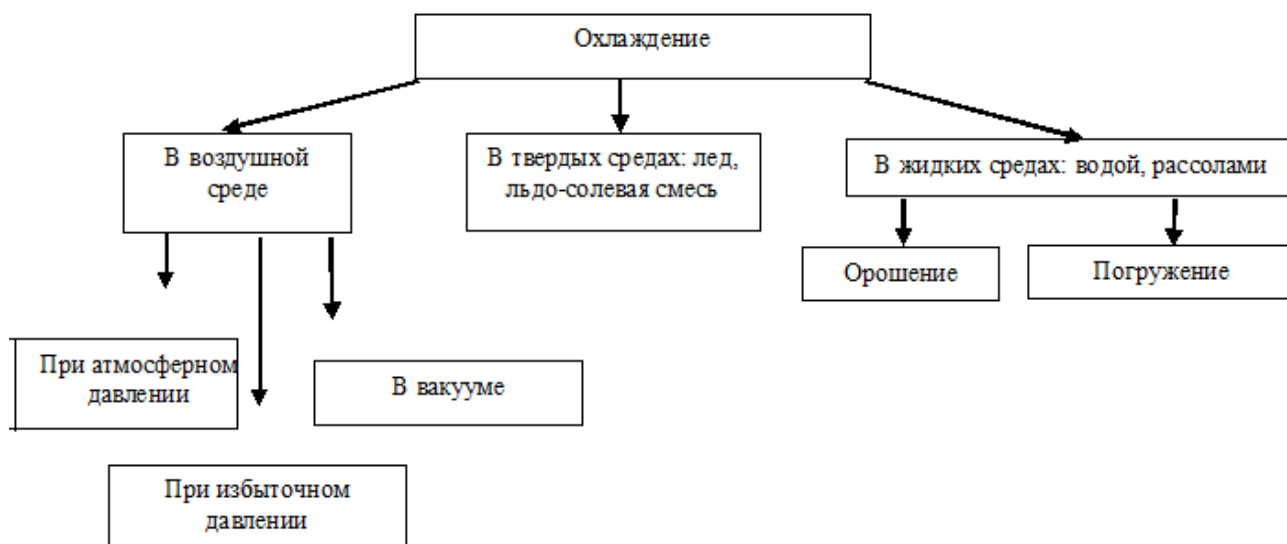 Охлаждение
В воздушной
среде
В твердых средах: лед,
льдо-солевая смесь
В жидких средах: водой, рассолами
Орошение
Погружение
При атмосферном
давлении
В вакууме
При избыточном
давлении